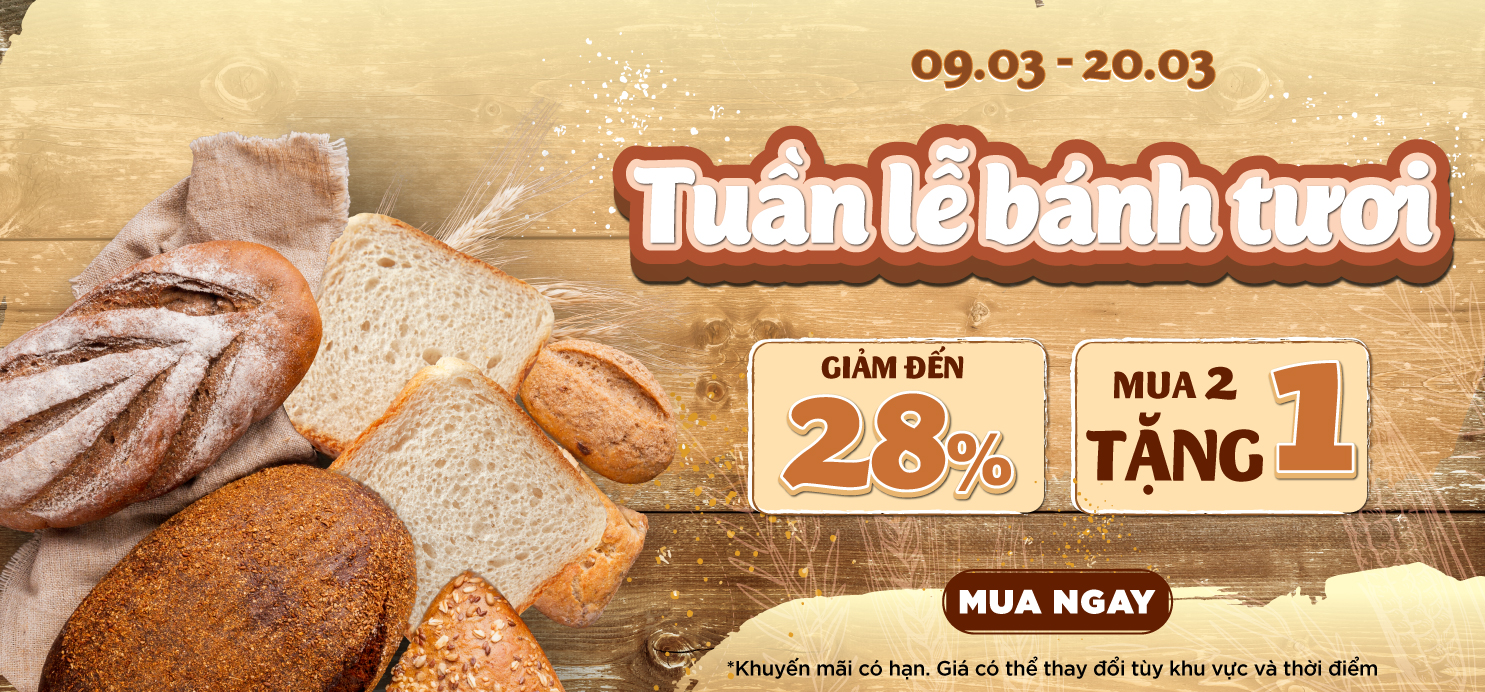 09.03 - 20.03
Tuần lễ bánh tươi
GIẢM ĐẾN
28%
MUA 2
TẶNG 1
MUA NGAY
*Khuyến mãi có hạn. Giá có thể thay đổi tùy khu vực và thời điểm